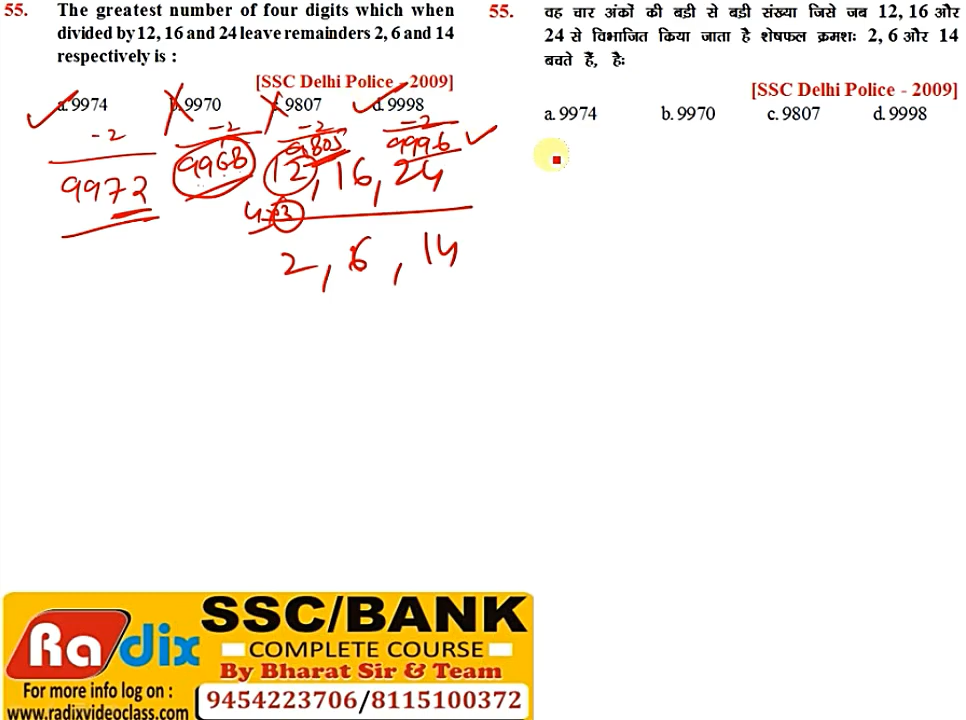 55. The greatest number of four digits which when
divided by 12, 16 and 24 leave remainders 2, 6 and 14
respectively is :
[SSC Delhi Police - 2009]
a. 9974 b. 9970 c. 9807 d. 9998
-2 -2 -2 -2
9972 9968 9805 9996
12, 16, 24
4×3
2, 6, 14
55. वह चार अंकों की बड़ी से बड़ी संख्या जिसे जब 12, 16 और
24 से विभाजित किया जाता है शेषफल क्रमशः 2, 6 और 14
बचते हैं, हैः
[SSC Delhi Police - 2009]
a. 9974 b. 9970 c. 9807 d. 9998
Radix
SSC/BANK
COMPLETE COURSE
By Bharat Sir & Team
For more info log on :
www.radixvideoclass.com
9454223706/8115100372